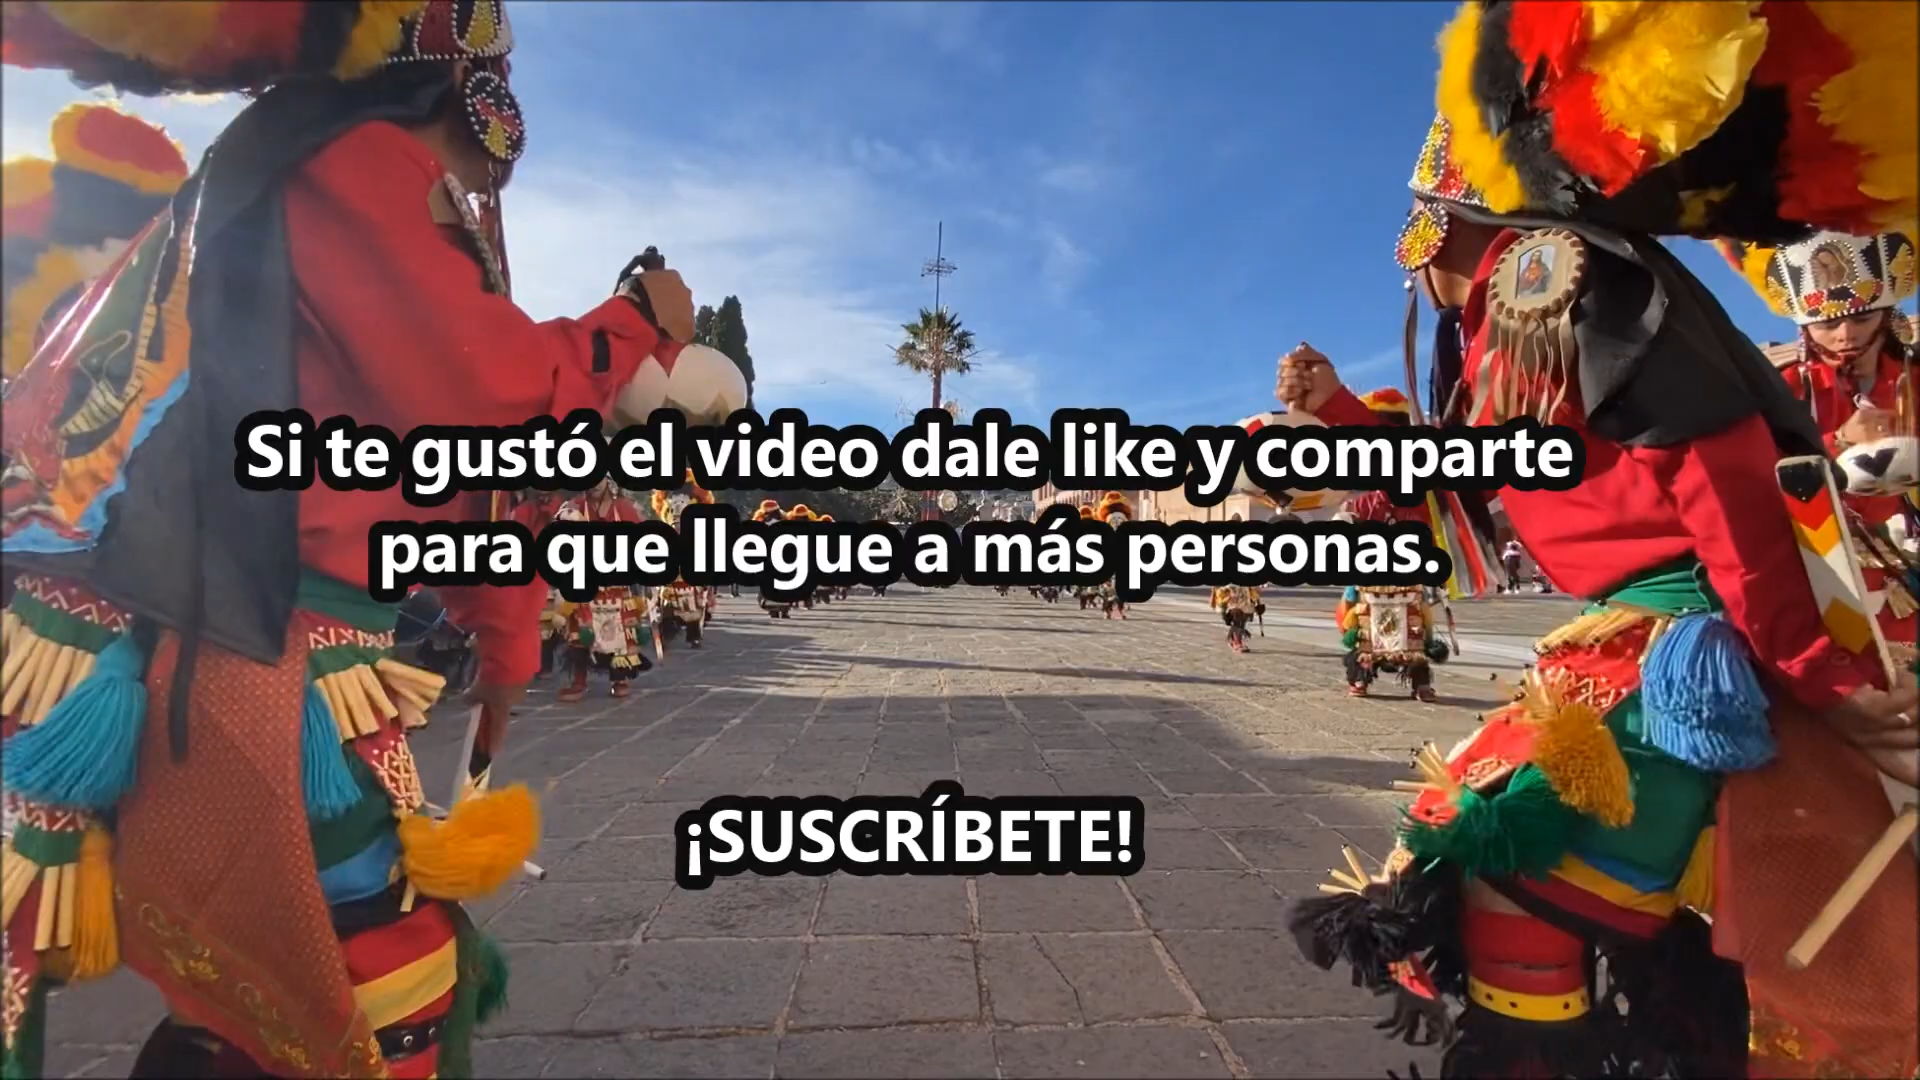 Si te gustó el video dale like y comparte
para que llegue a más personas.
¡SUSCRÍBETE!